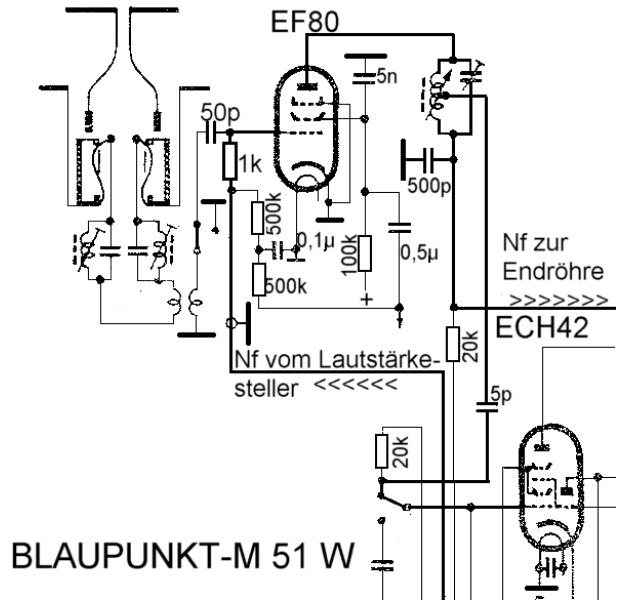 EF80
5n
50p
1k
500p
500k
0,1µ
100k
0,5µ
500k
+
Nf zur
Endröhre
>>>>>>>
ECH42
20k
Nf vom Lautstärke-
steller <<<<<<
5p
20k
BLAUPUNKT-M 51 W